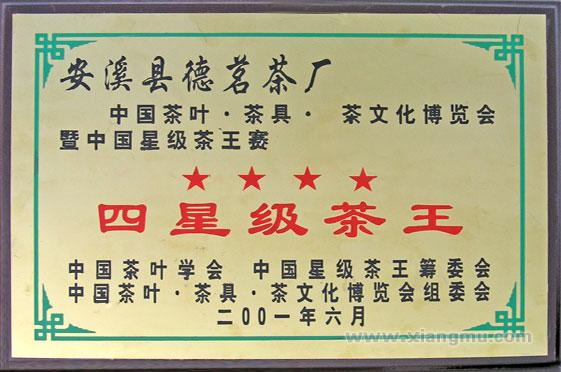 安溪县德茗茶厂
中国茶叶·茶具· 茶文化博览会
暨中国星级茶王赛
★ ★ ★ ★
四星级茶王
中国茶叶学会 中国星级茶王筹委会
中国茶叶·茶具·茶文化博览会组委会
二00一年六月
www.xiangmu.com